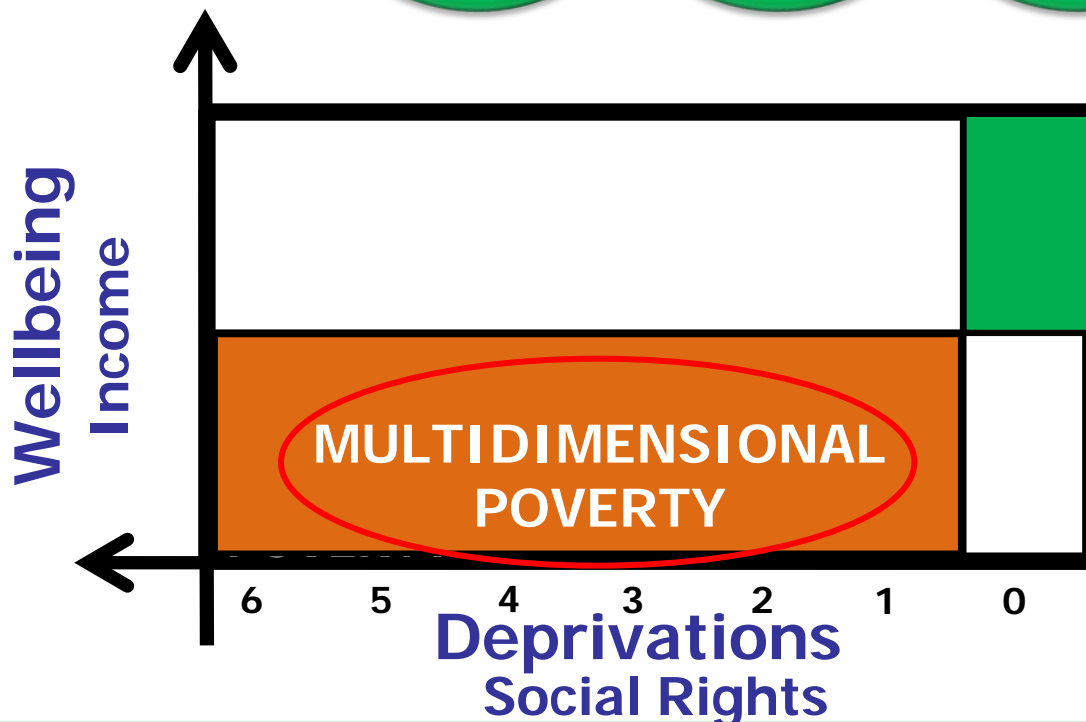 Wellbeing
Income
MULTIDIMENSIONAL
POVERTY
6 5 4 3 2 1 0
Deprivations
Social Rights